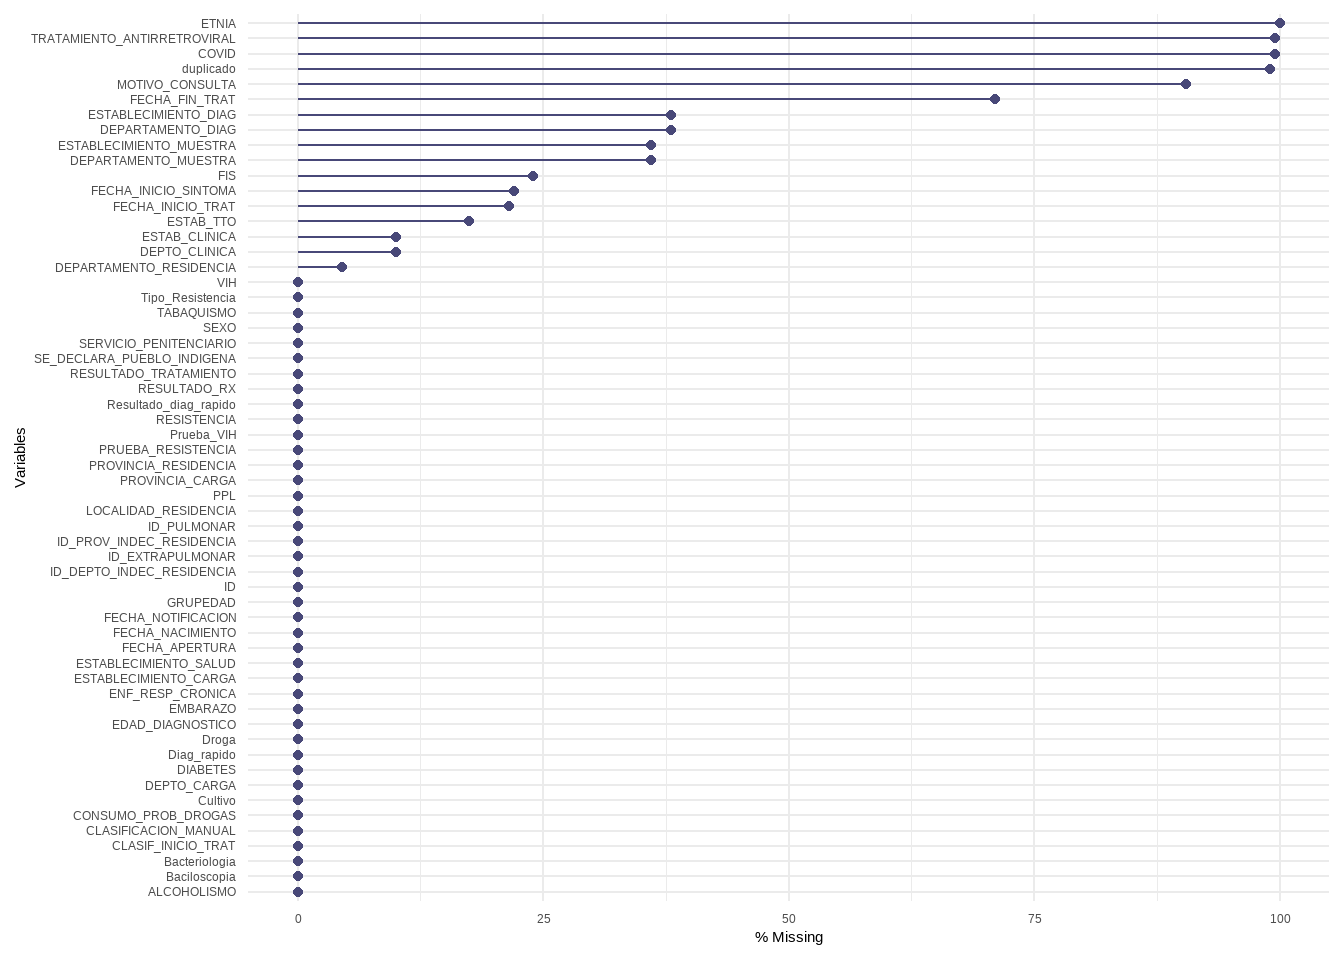 ETNIA
TRATAMIENTO_ANTIRRETROVIRAL
COVID
duplicado
MOTIVO_CONSULTA
FECHA_FIN_TRAT
ESTABLECIMIENTO_DIAG
DEPARTAMENTO_DIAG
ESTABLECIMIENTO_MUESTRA
DEPARTAMENTO_MUESTRA
FIS
FECHA_INICIO_SINTOMA
FECHA_INICIO_TRAT
ESTAB_TTO
ESTAB_CLINICA
DEPTO_CLINICA
DEPARTAMENTO_RESIDENCIA
VIH
Tipo_Resistencia
TABAQUISMO
SEXO
SERVICIO_PENITENCIARIO
SE_DECLARA_PUEBLO_INDIGENA
RESULTADO_TRATAMIENTO
RESULTADO_RX
Resultado_diag_rapido
RESISTENCIA
Prueba_VIH
PRUEBA_RESISTENCIA
PROVINCIA_RESIDENCIA
PROVINCIA_CARGA
PPL
LOCALIDAD_RESIDENCIA
ID_PULMONAR
ID_PROV_INDEC_RESIDENCIA
ID_EXTRAPULMONAR
ID_DEPTO_INDEC_RESIDENCIA
ID
GRUPEDAD
FECHA_NOTIFICACION
FECHA_NACIMIENTO
FECHA_APERTURA
ESTABLECIMIENTO_SALUD
ESTABLECIMIENTO_CARGA
ENF_RESP_CRONICA
EMBARAZO
EDAD_DIAGNOSTICO
Droga
Diag_rapido
DIABETES
DEPTO_CARGA
Cultivo
CONSUMO_PROB_DROGAS
CLASIFICACION_MANUAL
CLASIF_INICIO_TRAT
Bacteriologia
Baciloscopia
ALCOHOLISMO
Variables
0 25 50 75 100
% Missing